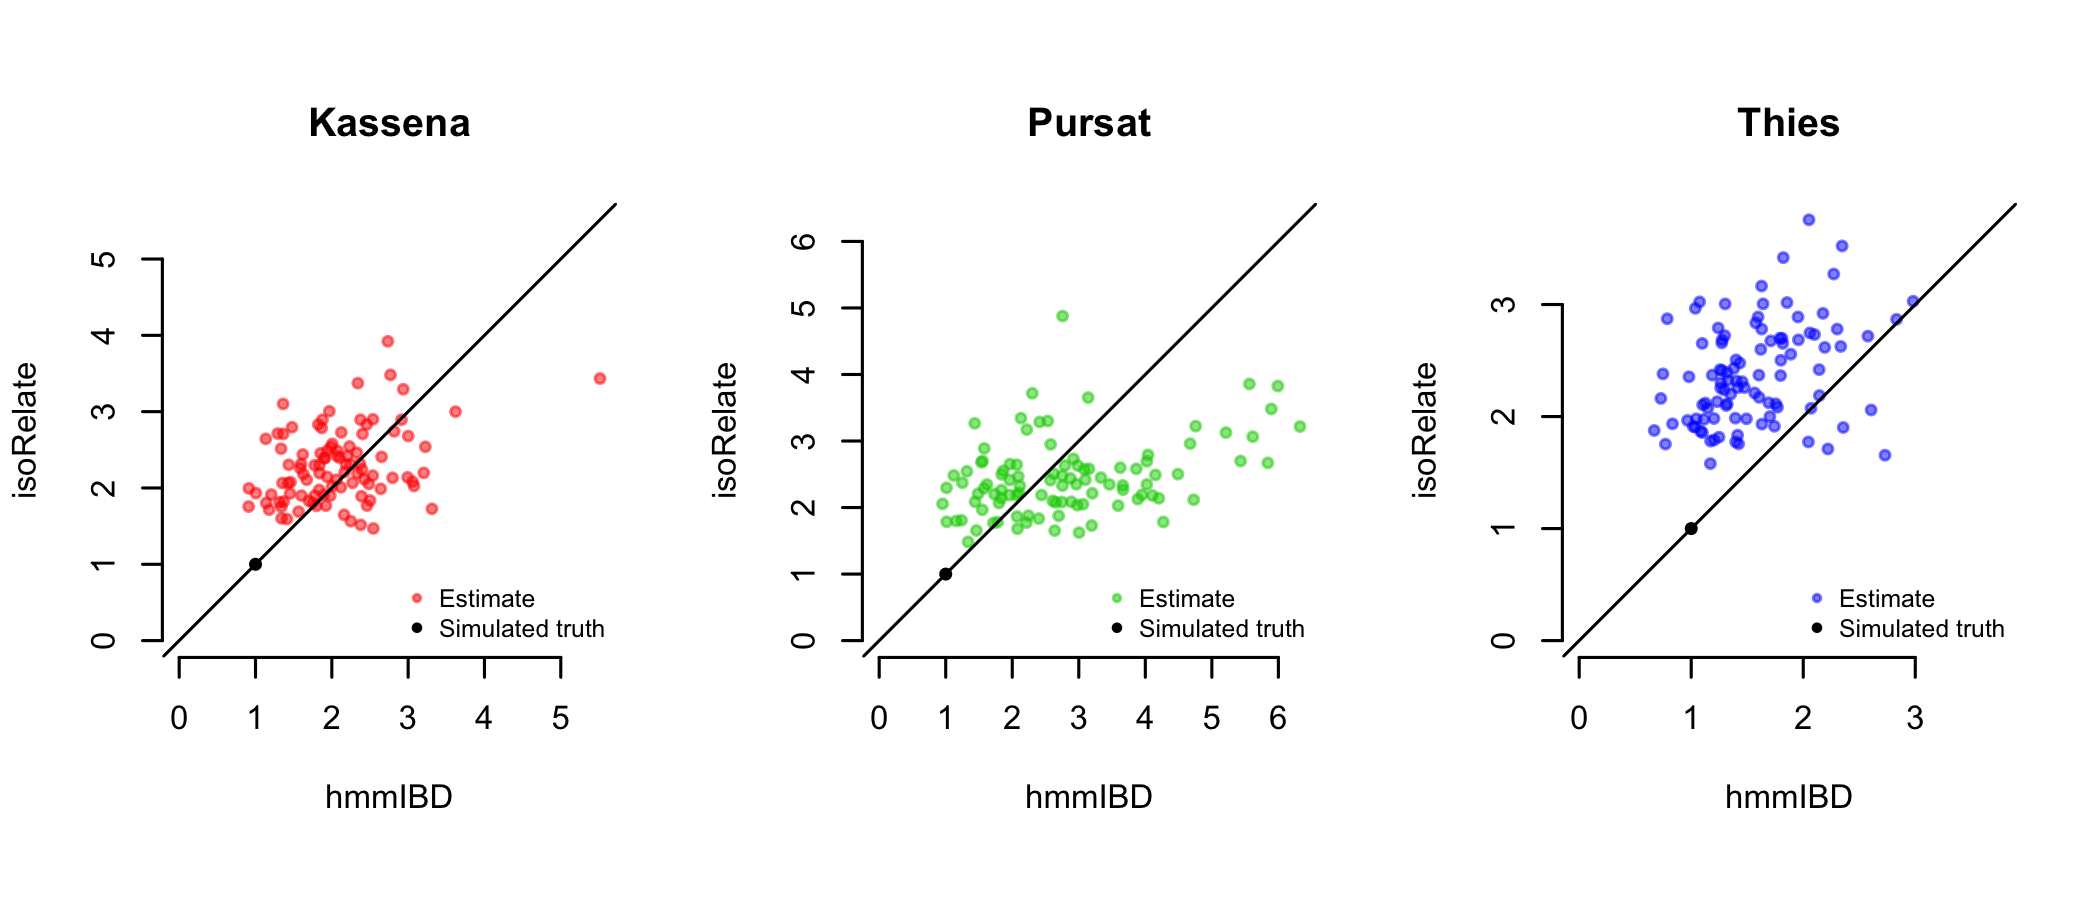 Kassena
isoRelate
5
4
3
2
1
0
Estimate
Simulated truth
0 1 2 3 4 5
hmmIBD
Pursat
isoRelate
6
5
4
3
2
1
0
Estimate
Simulated truth
0 1 2 3 4 5 6
hmmIBD
Thies
isoRelate
3
2
1
0
Estimate
Simulated truth
0 1 2 3
hmmIBD